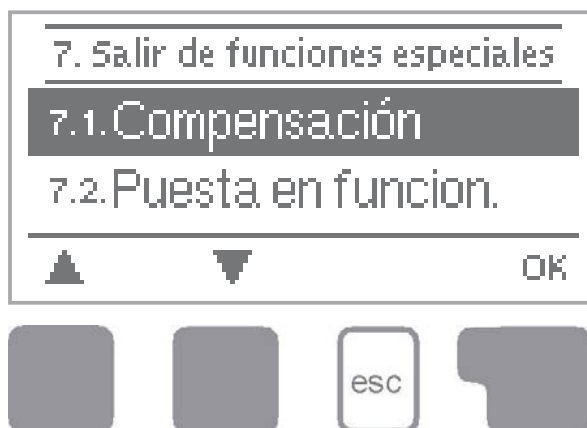 7. Salir de funciones especiales
7.1.Compensación
7.2.Puesta en funcion.
OK
esc